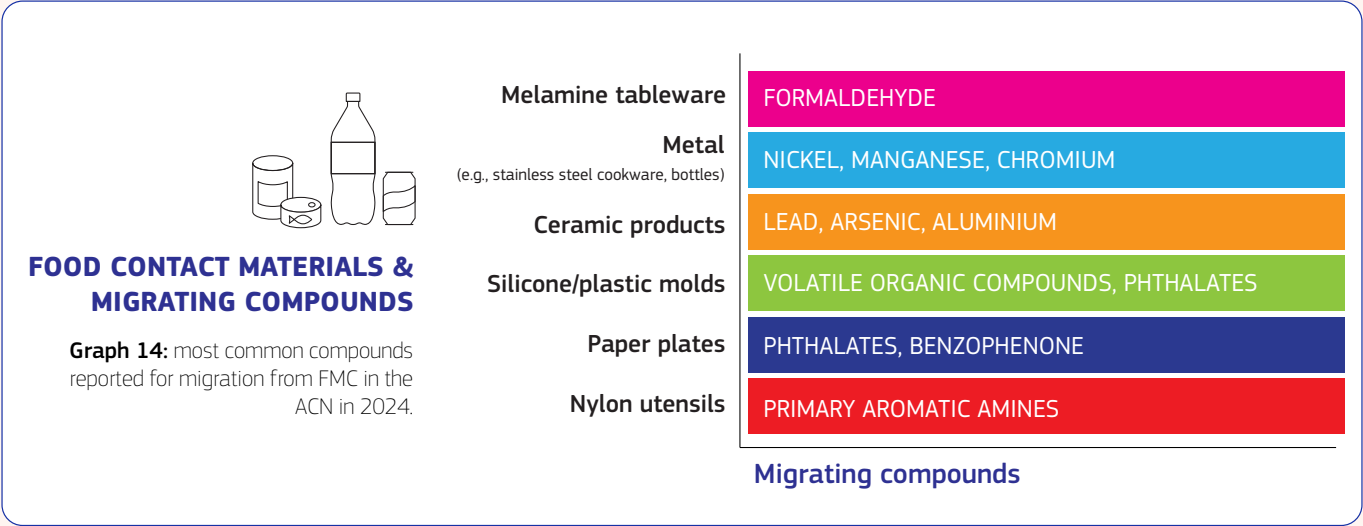 FOOD CONTACT MATERIALS &
MIGRATING COMPOUNDS
Graph 14: most common compounds
reported for migration from FMC in the
ACN in 2024.
Melamine tableware
FORMALDEHYDE
Metal
(e.g., stainless steel cookware, bottles)
NICKEL, MANGANESE, CHROMIUM
Ceramic products
LEAD, ARSENIC, ALUMINIUM
Silicone/plastic molds
VOLATILE ORGANIC COMPOUNDS, PHTHALATES
Paper plates
PHTHALATES, BENZOPHENONE
Nylon utensils
PRIMARY AROMATIC AMINES
Migrating compounds